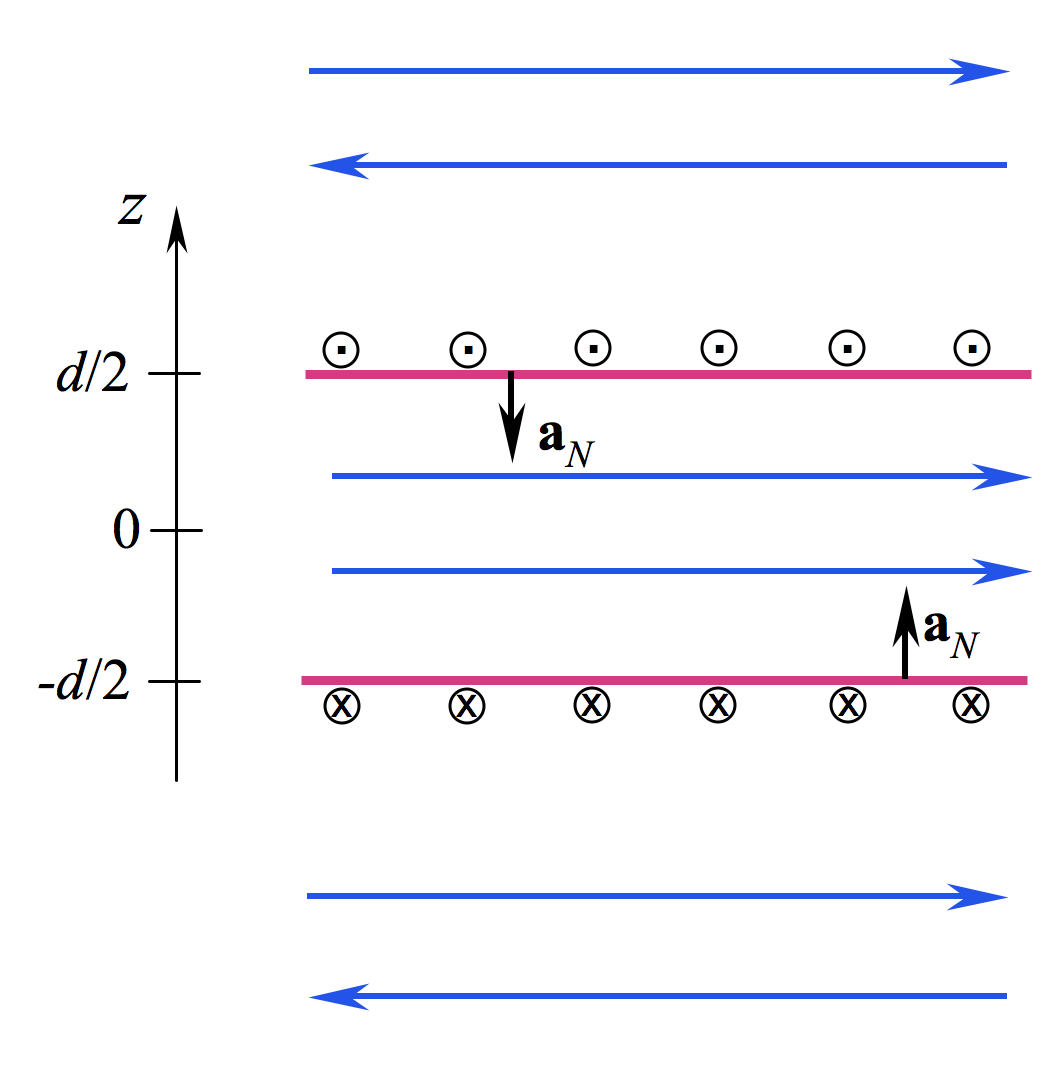 z
d/2
a_N
0
a_N
-d/2
X X X X X X